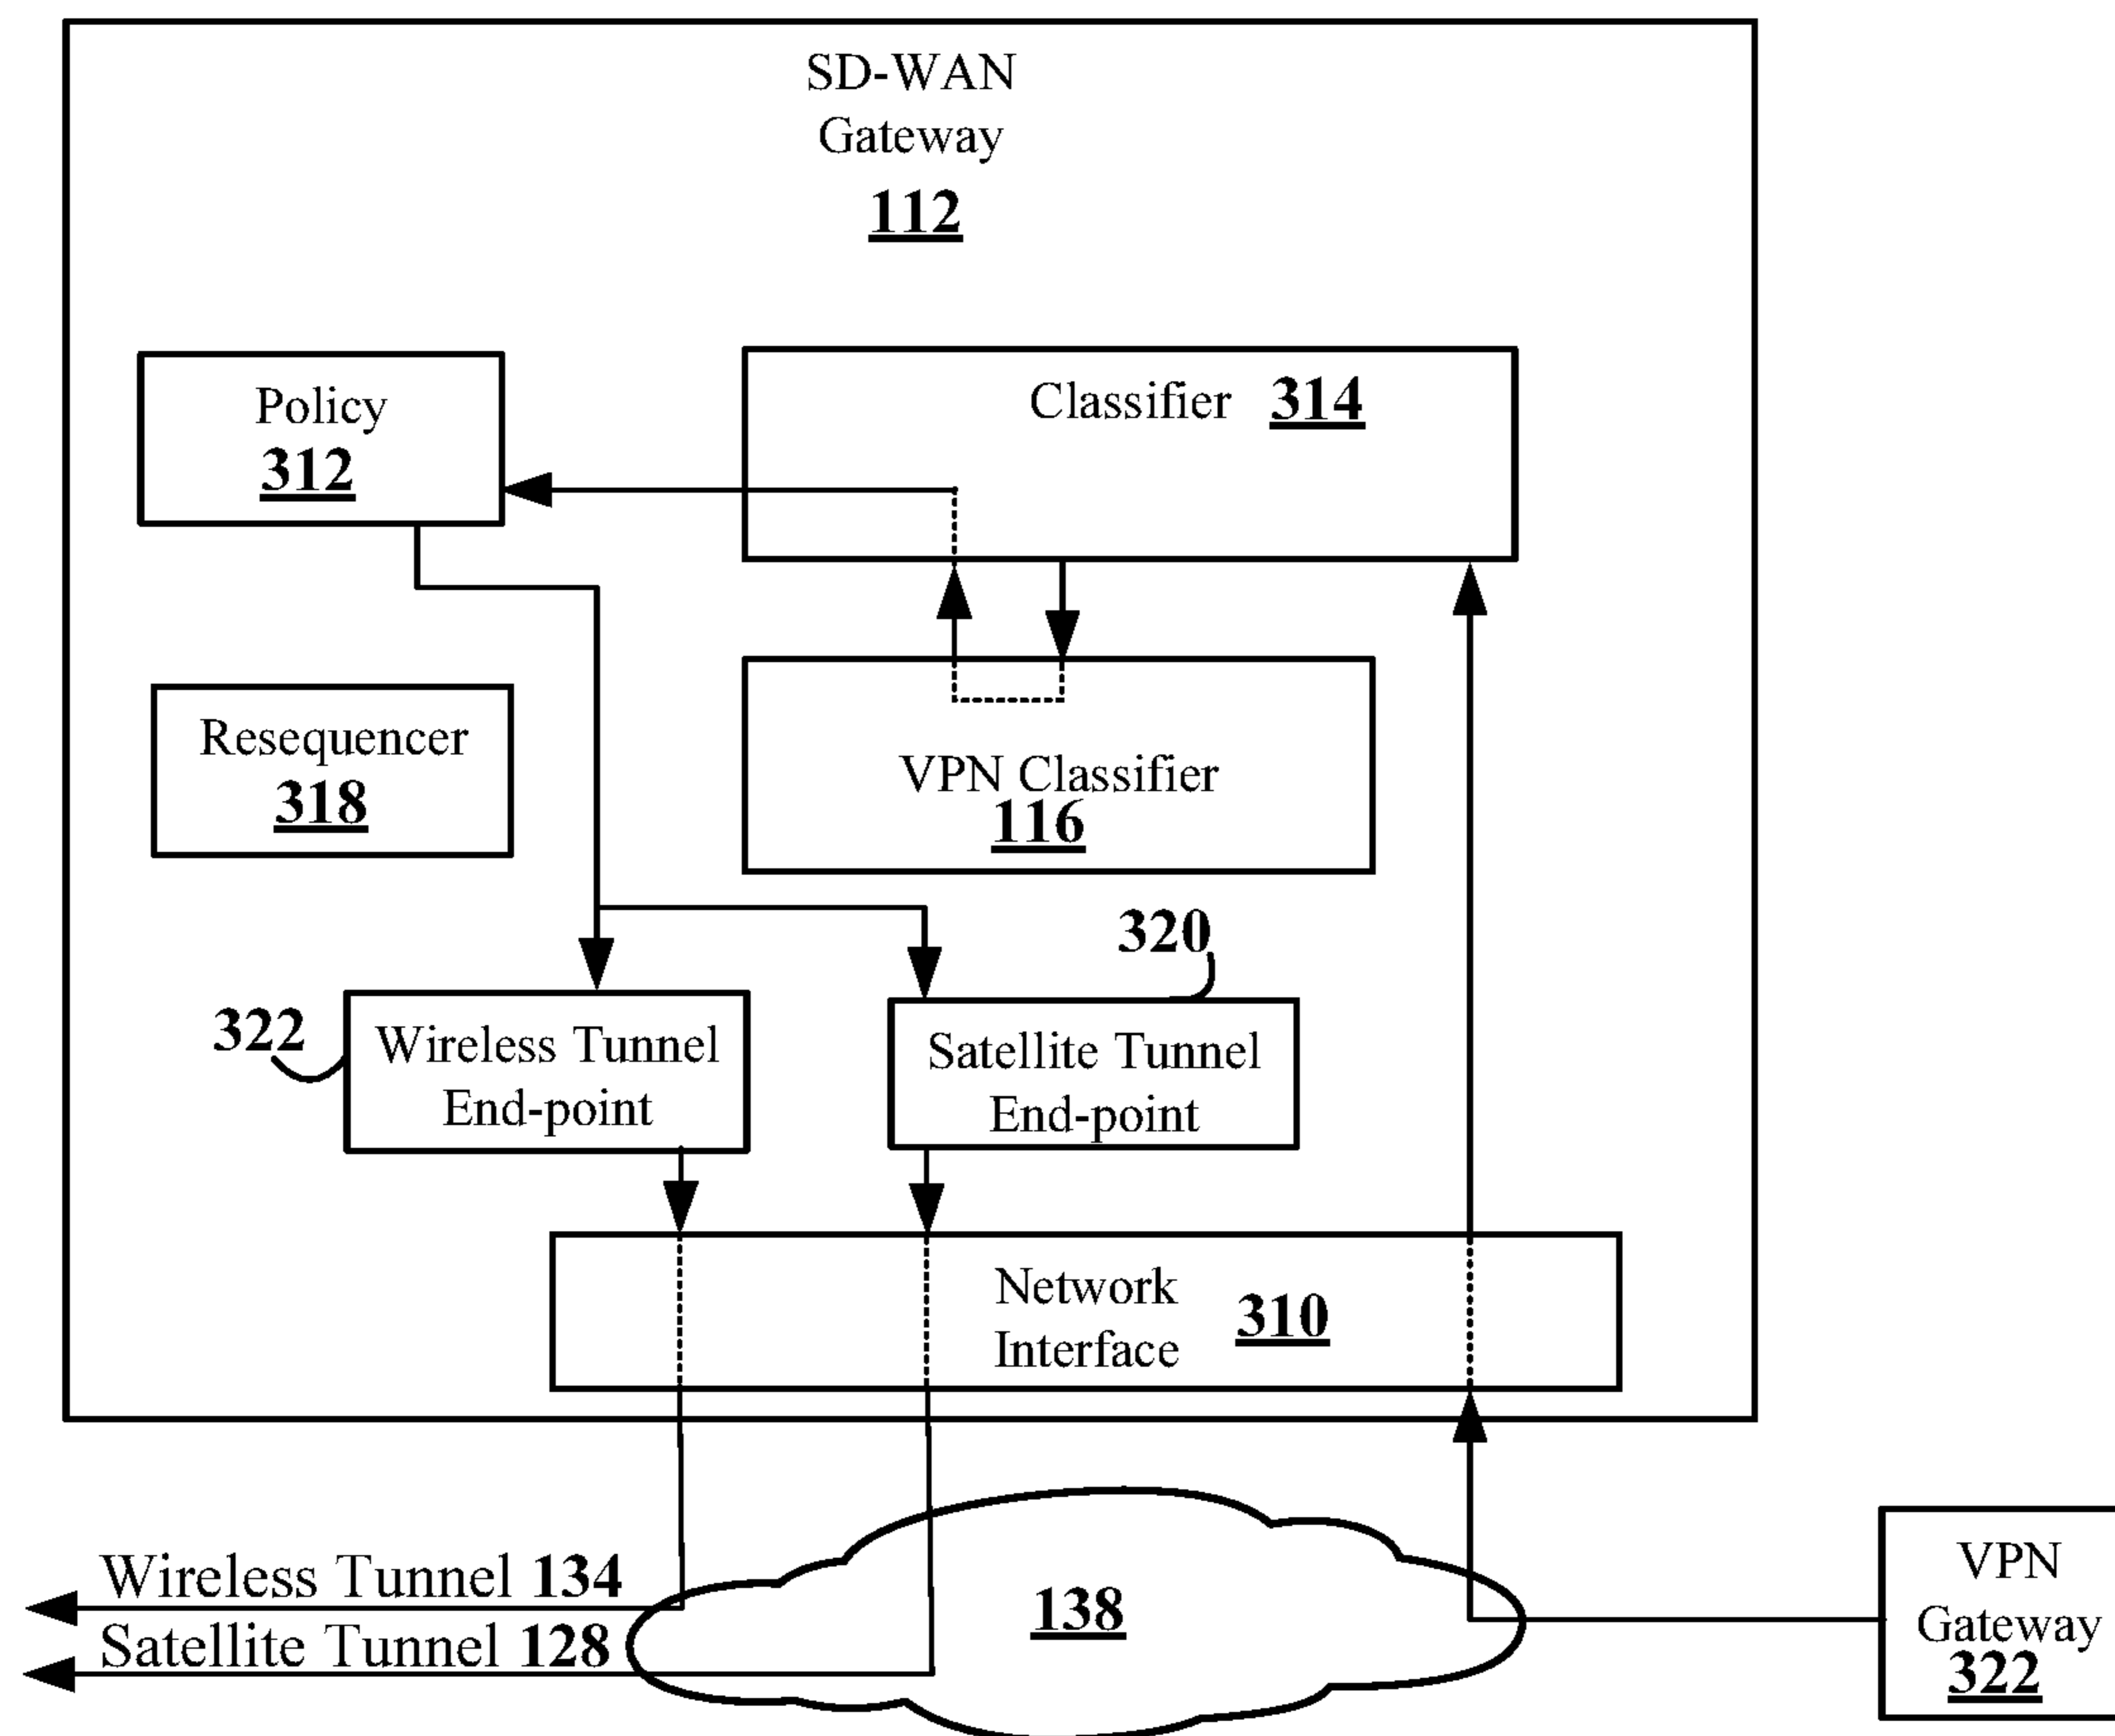 SD-WAN
Gateway
112
Policy
312
Classifier 314
Resequencer
318
VPN Classifier
116
320
322
Wireless Tunnel
End-point
Satellite Tunnel
End-point
Network
Interface
310
Wireless Tunnel 134
Satellite Tunnel 128
138
VPN
Gateway
322